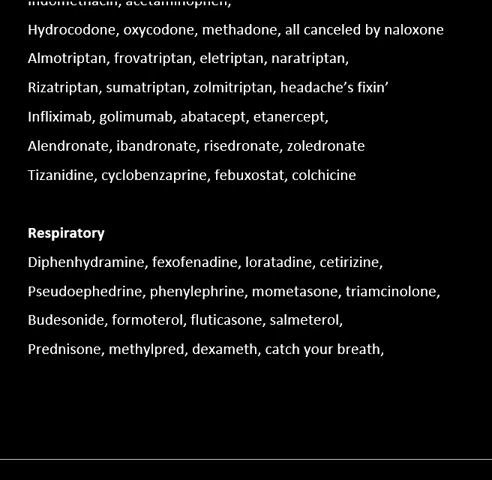 Indomethacin, acetaminophen,
Hydrocodone, oxycodone, methadone, all canceled by naloxone
Almotriptan, frovatriptan, eletriptan, naratriptan,
Rizatriptan, sumatriptan, zolmitriptan, headache’s fixin’
Infliximab, golimumab, abatacept, etanercept,
Alendronate, ibandronate, risedronate, zoledronate
Tizanidine, cyclobenzaprine, febuxostat, colchicine
Respiratory
Diphenhydramine, fexofenadine, loratadine, cetirizine,
Pseudoephedrine, phenylephrine, mometasone, triamcinolone,
Budesonide, formoterol, fluticasone, salmeterol,
Prednisone, methylpred, dexameth, catch your breath,